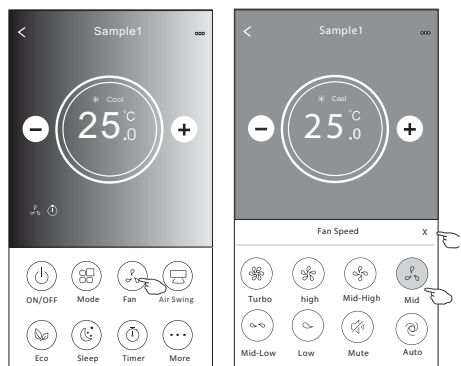 Sample1
Cool
25.0°C
ON/OFF Mode Fan Air Swing
Eco Sleep Timer More
Sample1
Cool
25.0°C
Fan Speed X
Turbo high Mid-High Mid
Mid-Low Low Mute Auto